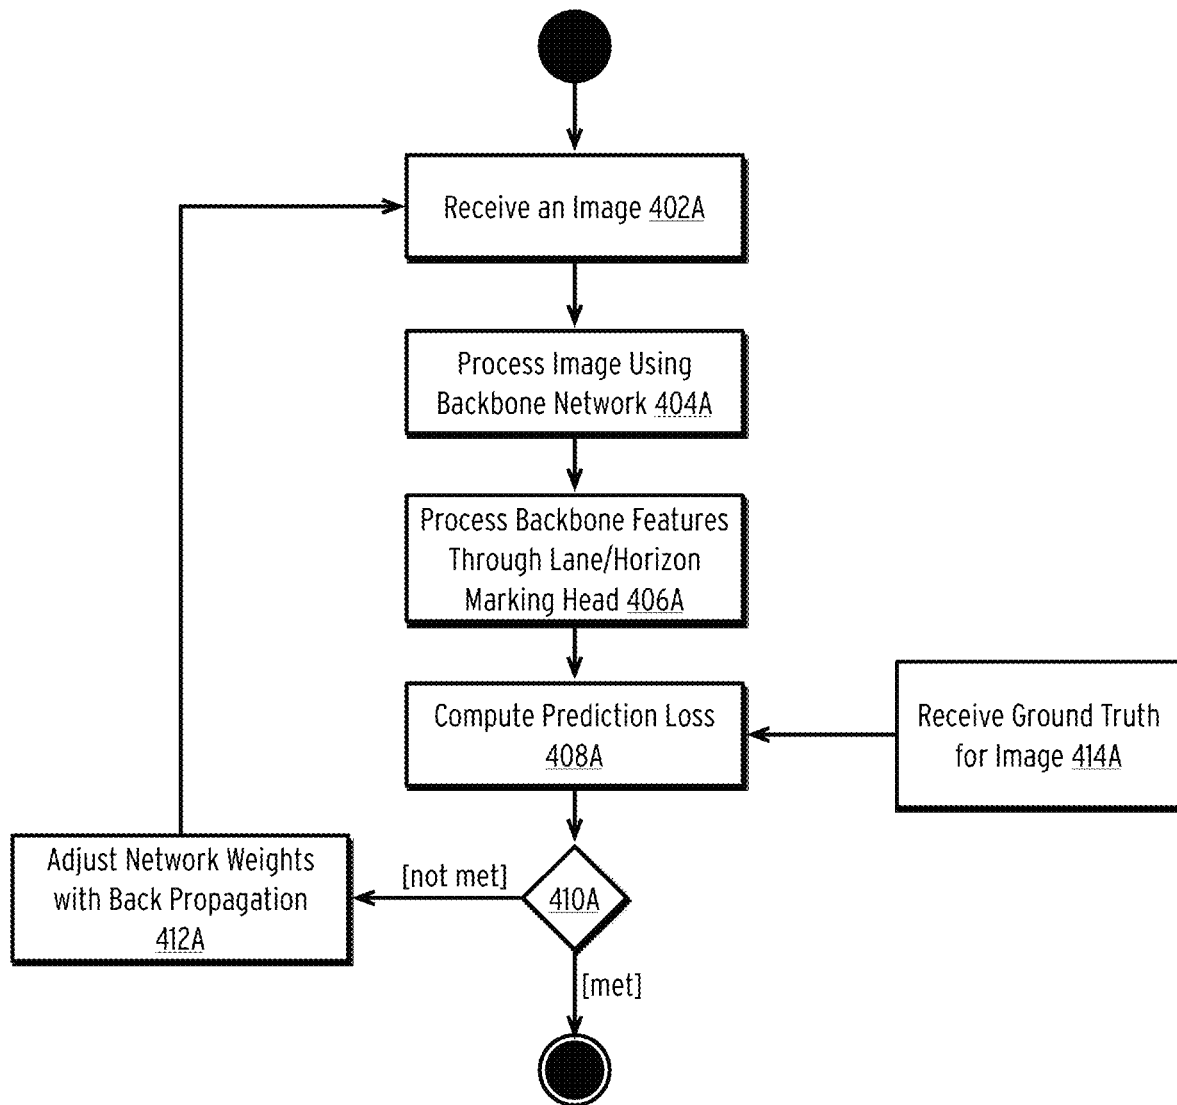 Receive an Image 402A
Process Image Using
Backbone Network 404A
Process Backbone Features
Through Lane/Horizon
Marking Head 406A
Compute Prediction Loss
408A
Receive Ground Truth
for Image 414A
Adjust Network Weights
with Back Propagation
412A
[not met]
410A
[met]